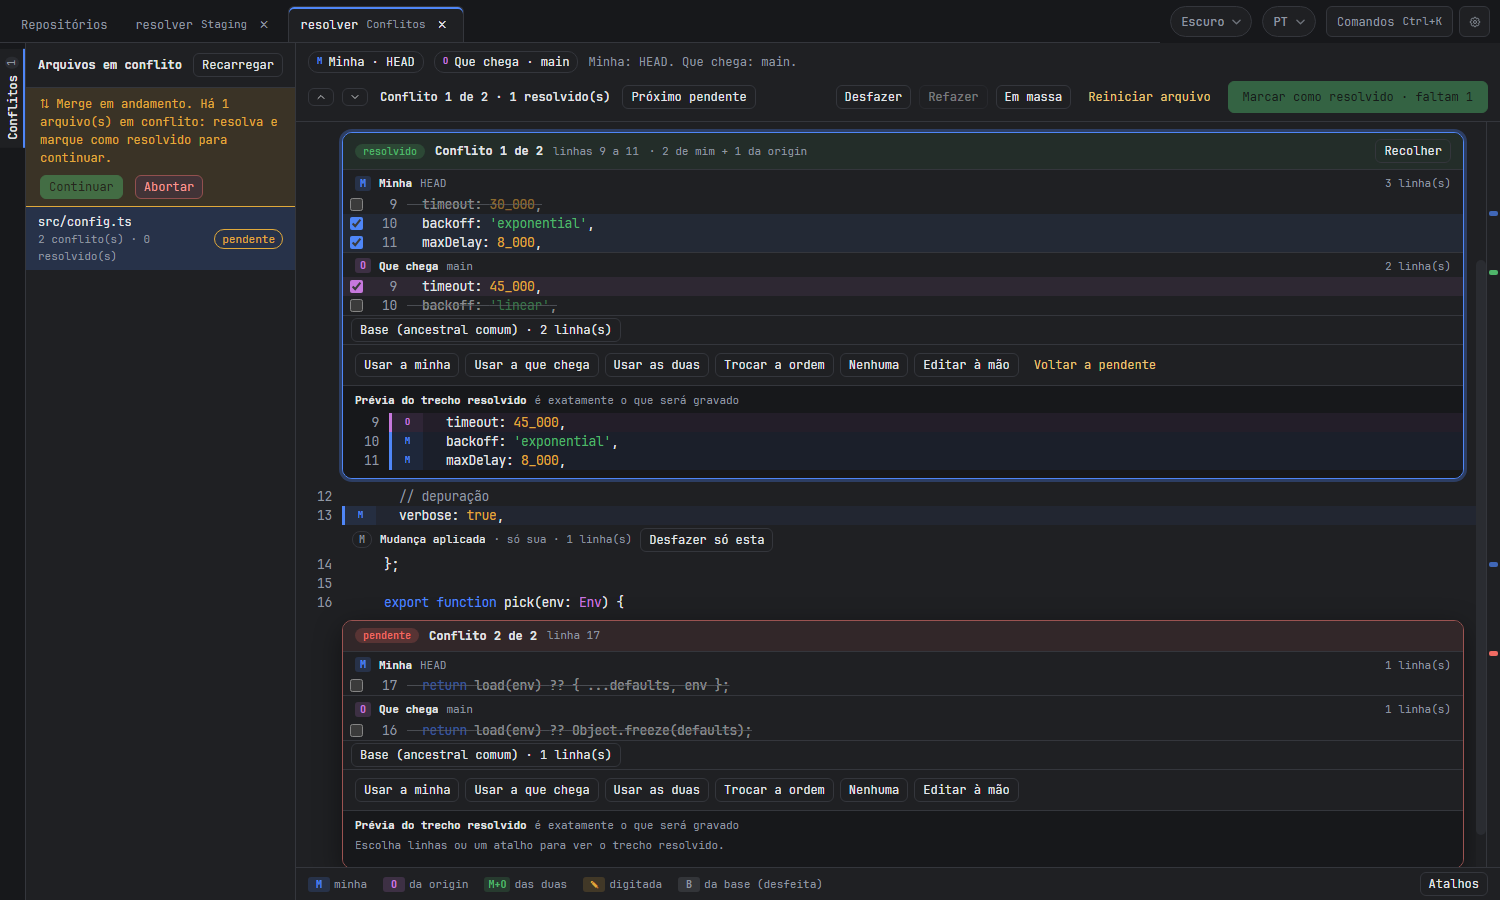 Repositórios
resolver Staging ×
resolver Conflitos ×
Escuro
PT
Comandos Ctrl+K
Conflitos 1
Arquivos em conflito
Recarregar
⇅ Merge em andamento. Há 1
arquivo(s) em conflito: resolva e
marque como resolvido para
continuar.
Continuar
Abortar
src/config.ts
2 conflito(s) · 0
resolvido(s)
pendente
M Minha · HEAD
O Que chega · main
Minha: HEAD. Que chega: main.
Conflito 1 de 2 · 1 resolvido(s)
Próximo pendente
Desfazer
Refazer
Em massa
Reiniciar arquivo
Marcar como resolvido · faltam 1
resolvido Conflito 1 de 2 linhas 9 a 11 · 2 de mim + 1 da origin
Recolher
M Minha HEAD
3 linha(s)
9 timeout: 30_000,
10 backoff: 'exponential',
11 maxDelay: 8_000,
O Que chega main
2 linha(s)
9 timeout: 45_000,
10 backoff: 'linear',
Base (ancestral comum) · 2 linha(s)
Usar a minha
Usar a que chega
Usar as duas
Trocar a ordem
Nenhuma
Editar à mão
Voltar a pendente
Prévia do trecho resolvido é exatamente o que será gravado
9 O timeout: 45_000,
10 M backoff: 'exponential',
11 M maxDelay: 8_000,
12 // depuração
13 M verbose: true,
M Mudança aplicada · só sua · 1 linha(s)
Desfazer só esta
14 };
15
16 export function pick(env: Env) {
pendente Conflito 2 de 2 linha 17
M Minha HEAD
1 linha(s)
17 return load(env) ?? { ...defaults, env };
O Que chega main
1 linha(s)
16 return load(env) ?? Object.freeze(defaults);
Base (ancestral comum) · 1 linha(s)
Usar a minha
Usar a que chega
Usar as duas
Trocar a ordem
Nenhuma
Editar à mão
Prévia do trecho resolvido é exatamente o que será gravado
Escolha linhas ou um atalho para ver o trecho resolvido.
M minha
O da origin
M+O das duas
digitada
B da base (desfeita)
Atalhos